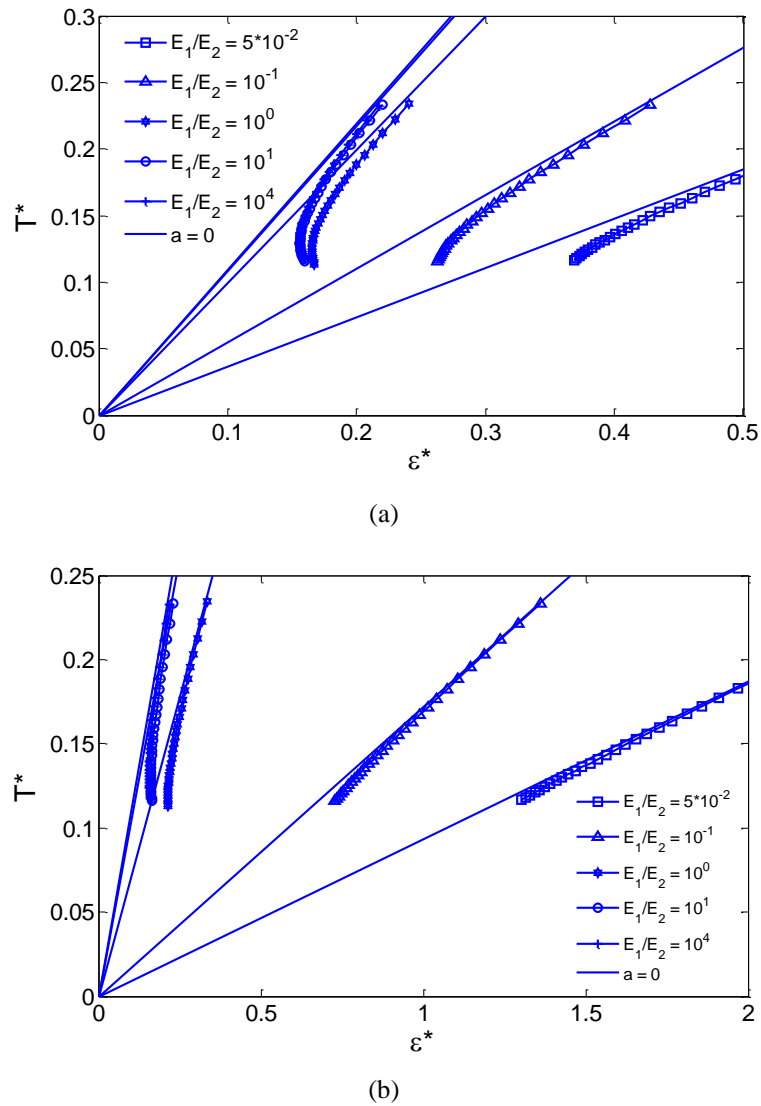 0.3
0.25
0.2
0.15
0.1
0.05
0
T*
E₁/E₂ = 5*10⁻²
E₁/E₂ = 10⁻¹
E₁/E₂ = 10⁰
E₁/E₂ = 10¹
E₁/E₂ = 10⁴
a = 0
0 0.1 0.2 0.3 0.4 0.5
ε*
(a)
0.25
0.2
0.15
0.1
0.05
0
T*
E₁/E₂ = 5*10⁻²
E₁/E₂ = 10⁻¹
E₁/E₂ = 10⁰
E₁/E₂ = 10¹
E₁/E₂ = 10⁴
a = 0
0 0.5 1 1.5 2
ε*
(b)